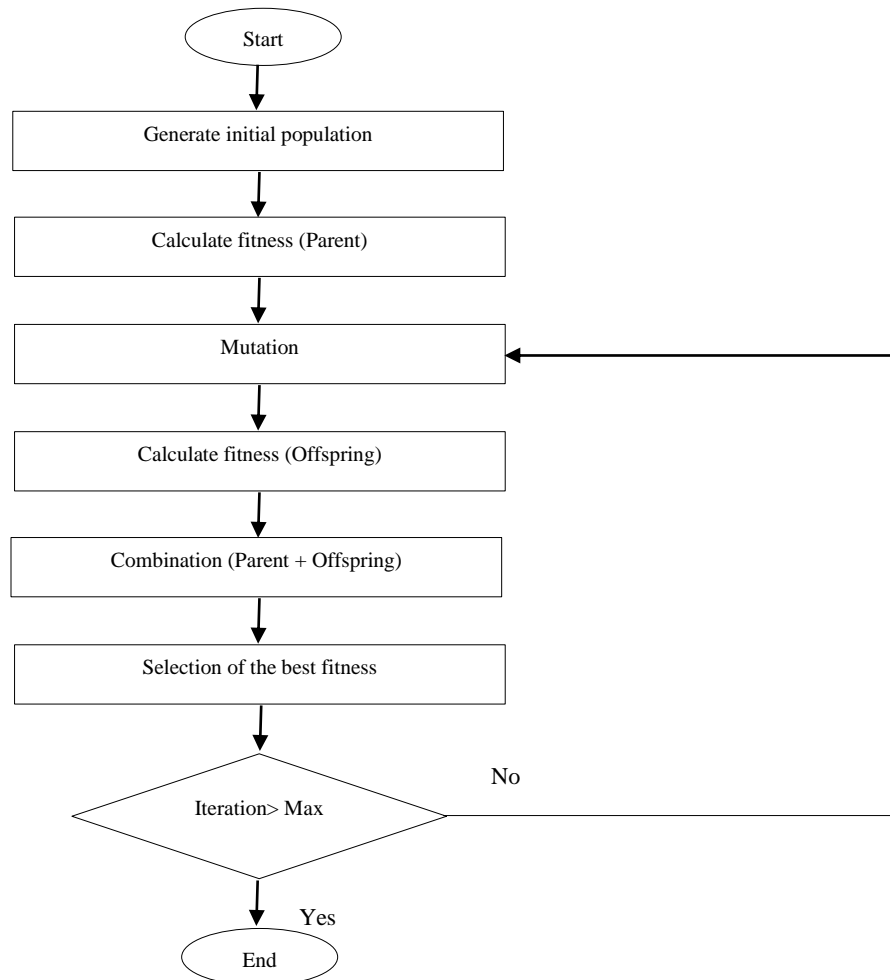 Start
Generate initial population
Calculate fitness (Parent)
Mutation
Calculate fitness (Offspring)
Combination (Parent + Offspring)
Selection of the best fitness
No
Iteration> Max
Yes
End